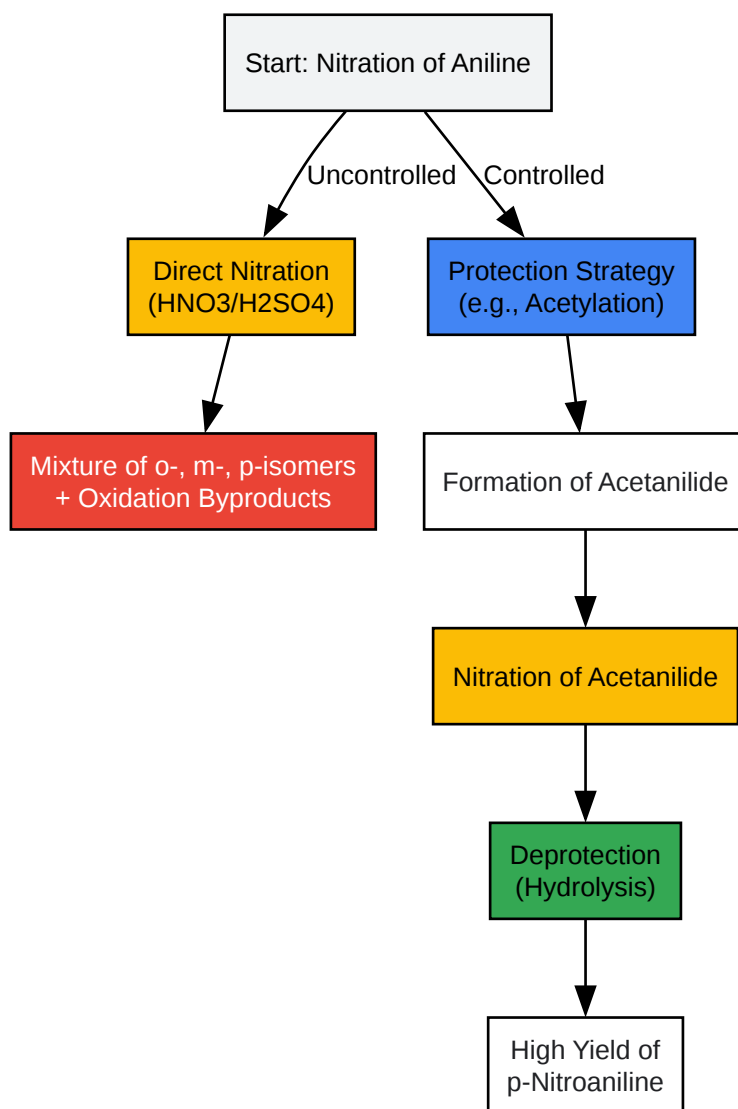 Start: Nitration of Aniline
Uncontrolled
Controlled
Direct Nitration
(HNO3/H2SO4)
Protection Strategy
(e.g., Acetylation)
Mixture of o-, m-, p-isomers
+ Oxidation Byproducts
Formation of Acetanilide
Nitration of Acetanilide
Deprotection
(Hydrolysis)
High Yield of
p-Nitroaniline